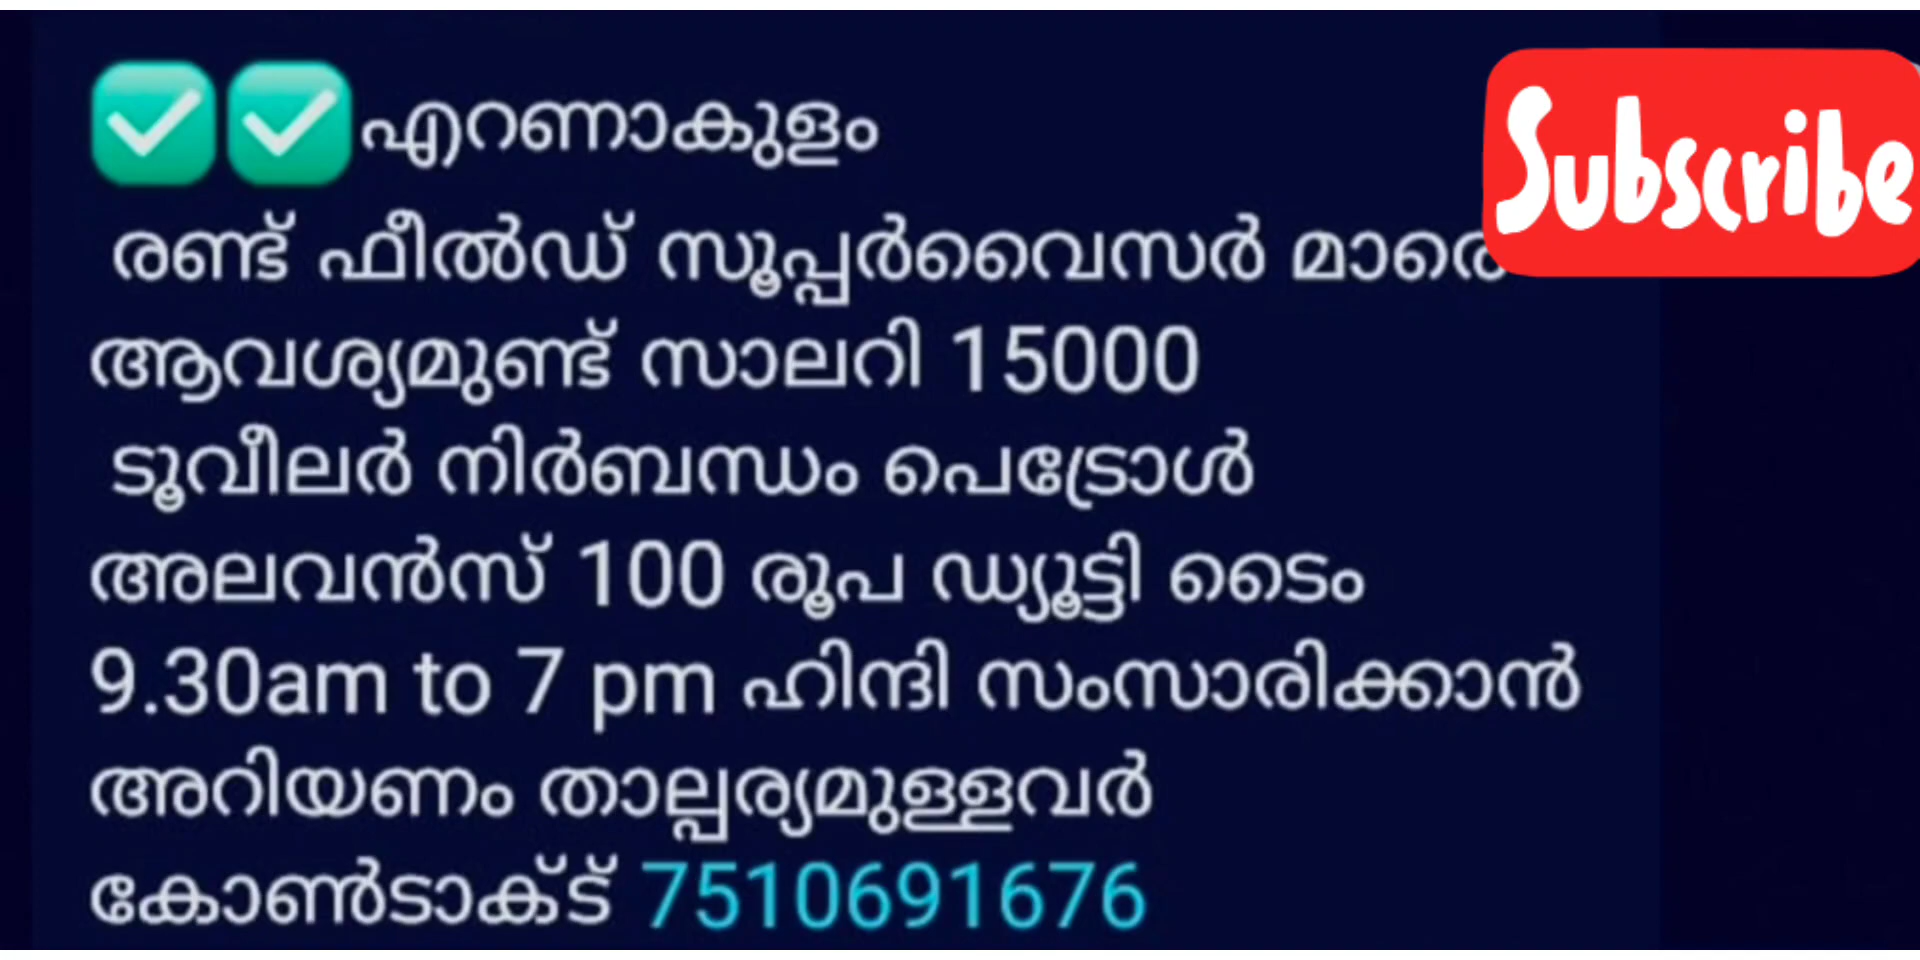 ✅✅എറണാകുളം
Subscribe
രണ്ട് ഫീൽഡ് സൂപ്പർവൈസർ മാരെ
ആവശ്യമുണ്ട് സാലറി 15000
ടൂവീലർ നിർബന്ധം പെട്രോൾ
അലവൻസ് 100 രൂപ ഡ്യൂട്ടി ടൈം
9.30am to 7 pm ഹിന്ദി സംസാരിക്കാൻ
അറിയണം താല്പര്യമുള്ളവർ
കോൺടാക്ട് 7510691676